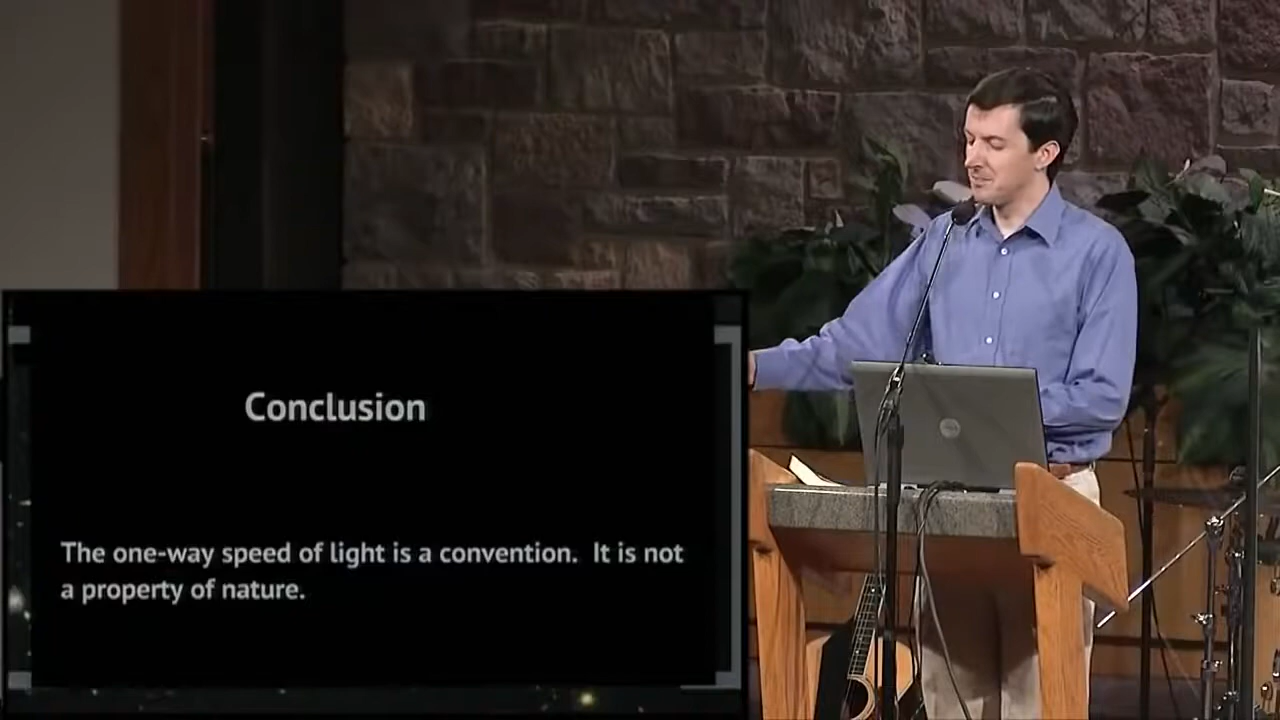 Conclusion
The one-way speed of light is a convention. It is not
a property of nature.